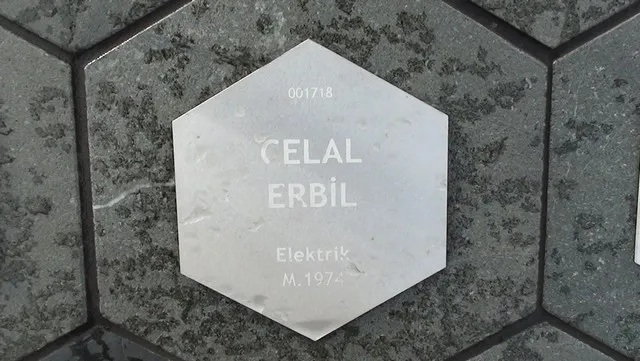 001718
CELAL
ERBİL
Elektrik
M.1974